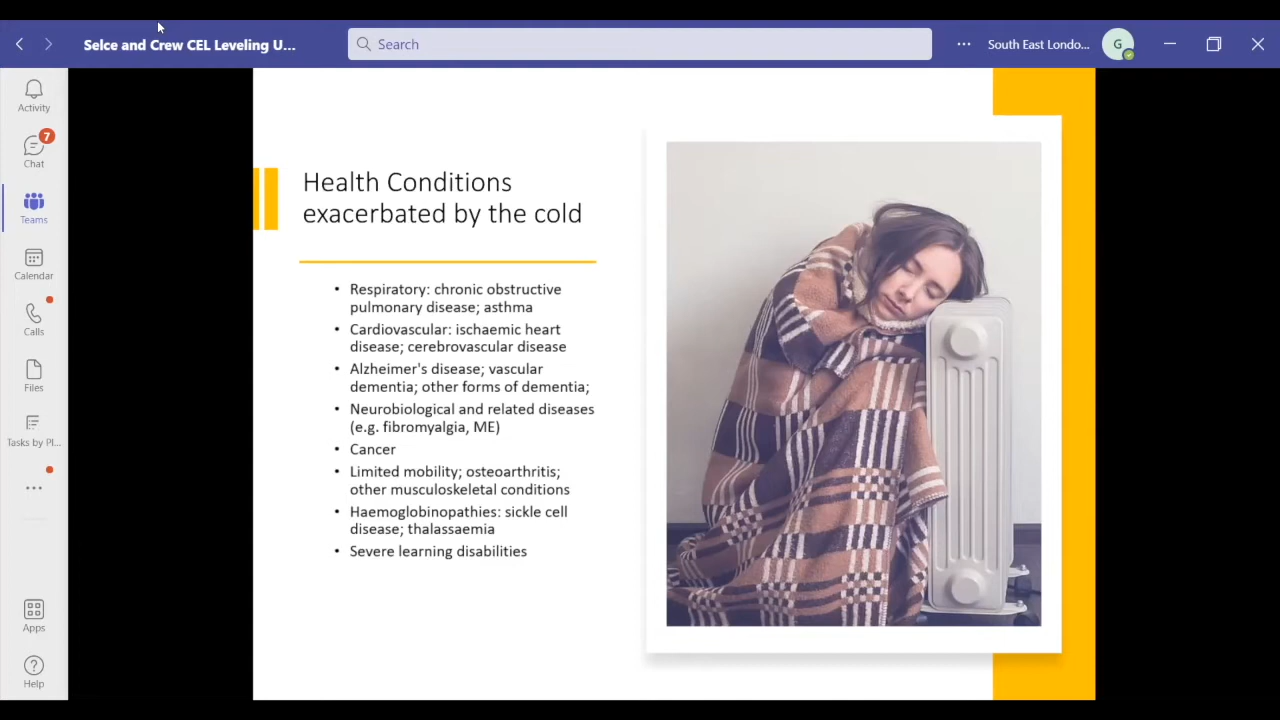 Selce and Crew CEL Leveling U...
Search
South East Londo...
G
Activity
7
Chat
Teams
Calendar
Calls
Files
Tasks by Pl...
Apps
Help
Health Conditions
exacerbated by the cold
• Respiratory: chronic obstructive
pulmonary disease; asthma
• Cardiovascular: ischaemic heart
disease; cerebrovascular disease
• Alzheimer's disease; vascular
dementia; other forms of dementia;
• Neurobiological and related diseases
(e.g. fibromyalgia, ME)
• Cancer
• Limited mobility; osteoarthritis;
other musculoskeletal conditions
• Haemoglobinopathies: sickle cell
disease; thalassaemia
• Severe learning disabilities